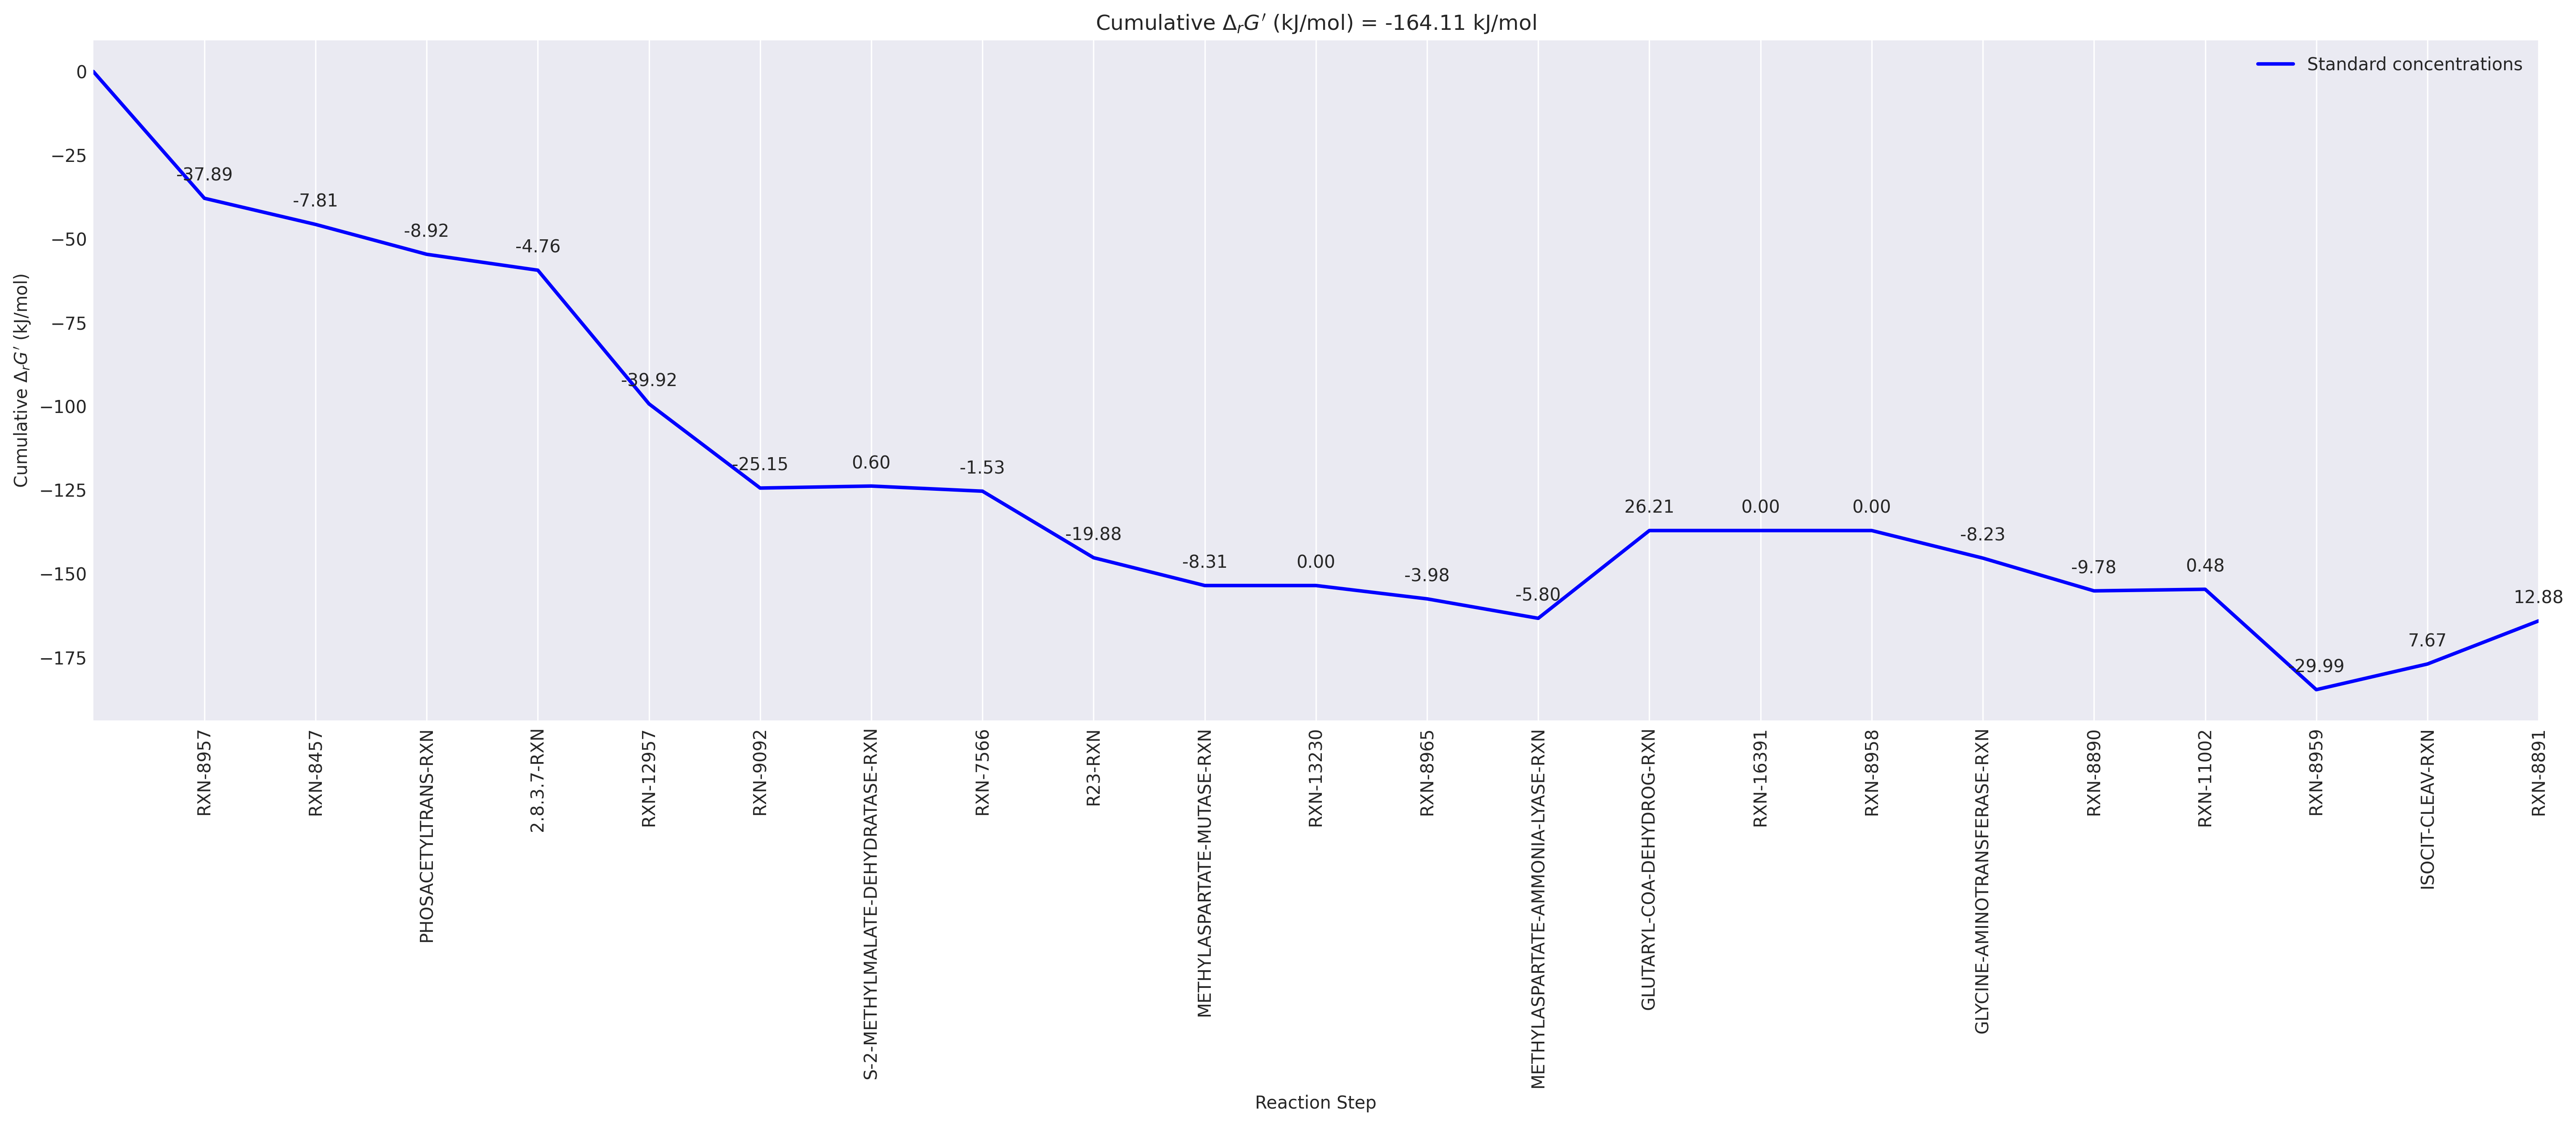 Cumulative Δ_rG′ (kJ/mol) = -164.11 kJ/mol
Standard concentrations
Cumulative Δ_rG′ (kJ/mol)
0
−25
−50
−75
−100
−125
−150
−175
-37.89
-7.81
-8.92
-4.76
-39.92
-25.15
0.60
-1.53
-19.88
-8.31
0.00
-3.98
-5.80
26.21
0.00
0.00
-8.23
-9.78
0.48
-29.99
7.67
12.88
RXN-8957
RXN-8457
PHOSACETYLTRANS-RXN
2.8.3.7-RXN
RXN-12957
RXN-9092
S-2-METHYLMALATE-DEHYDRATASE-RXN
RXN-7566
R23-RXN
METHYLASPARTATE-MUTASE-RXN
RXN-13230
RXN-8965
METHYLASPARTATE-AMMONIA-LYASE-RXN
GLUTARYL-COA-DEHYDROG-RXN
RXN-16391
RXN-8958
GLYCINE-AMINOTRANSFERASE-RXN
RXN-8890
RXN-11002
RXN-8959
ISOCIT-CLEAV-RXN
RXN-8891
Reaction Step